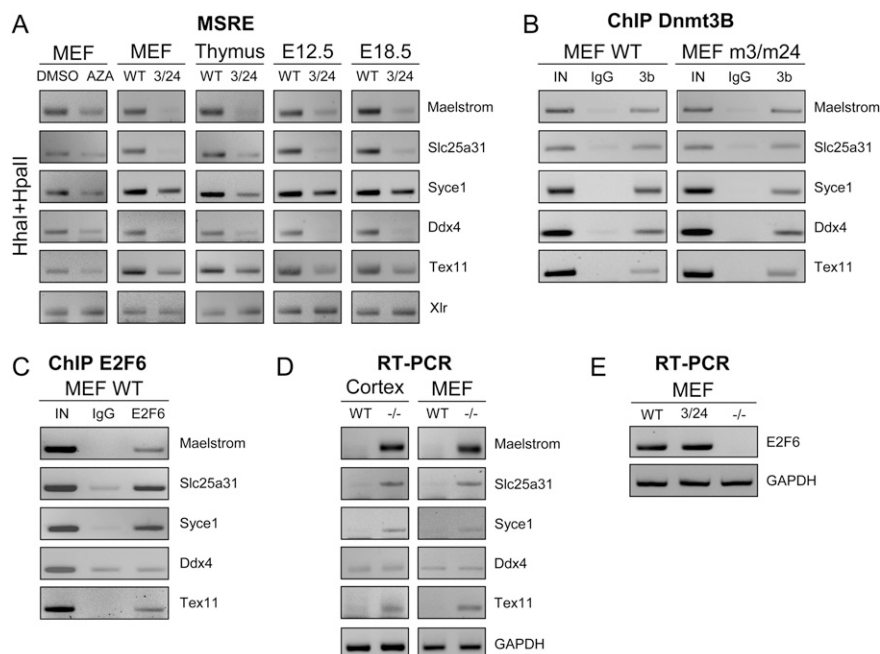 A
MSRE
MEF MEF Thymus E12.5 E18.5
DMSO AZA WT 3/24 WT 3/24 WT 3/24 WT 3/24
HhaI+HpaII
Maelstrom
Slc25a31
Syce1
Ddx4
Tex11
Xlr
B
ChIP Dnmt3B
MEF WT MEF m3/m24
IN IgG 3b IN IgG 3b
Maelstrom
Slc25a31
Syce1
Ddx4
Tex11
C
ChIP E2F6
MEF WT
IN IgG E2F6
Maelstrom
Slc25a31
Syce1
Ddx4
Tex11
D
RT-PCR
Cortex MEF
WT -/- WT -/-
Maelstrom
Slc25a31
Syce1
Ddx4
Tex11
GAPDH
E
RT-PCR
MEF
WT 3/24 -/-
E2F6
GAPDH